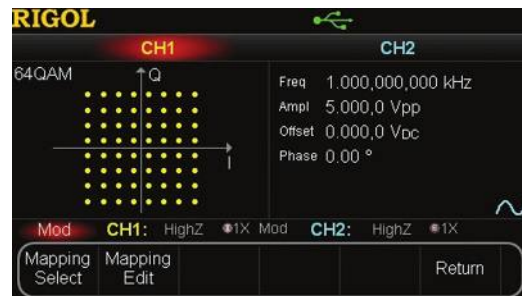 RIGOL
CH1 CH2
64QAM
Q
I
Freq 1.000,000,000 kHz
Ampl 5.000,0 Vpp
Offset 0.000,0 VDC
Phase 0.00 °
Mod CH1: HighZ 1X Mod CH2: HighZ 1X
Mapping Select
Mapping Edit
Return